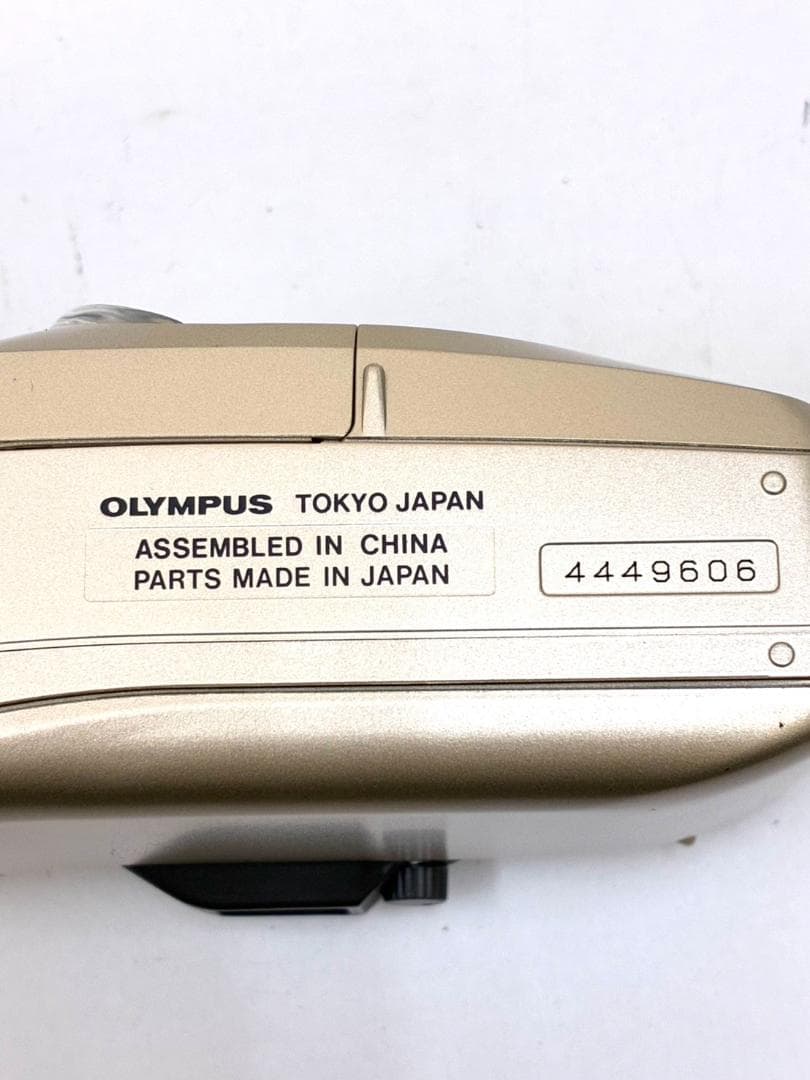 OLYMPUS TOKYO JAPAN
ASSEMBLED IN CHINA
PARTS MADE IN JAPAN
4449606